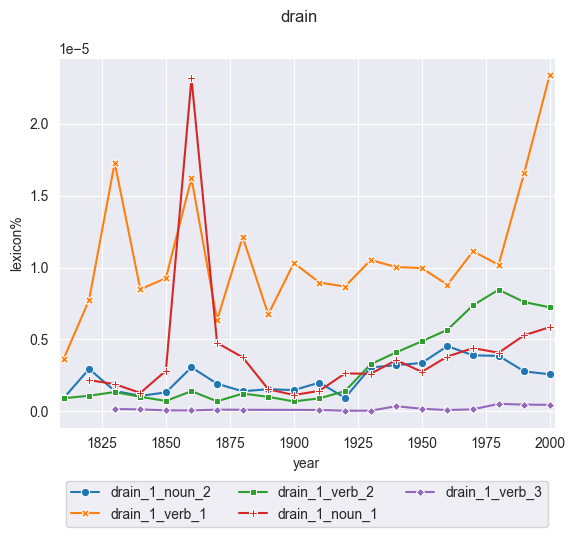 drain
1e−5
2.0
1.5
1.0
0.5
0.0
lexicon%
1825 1850 1875 1900 1925 1950 1975 2000
year
drain_1_noun_2 drain_1_verb_2 drain_1_verb_3
drain_1_verb_1 drain_1_noun_1